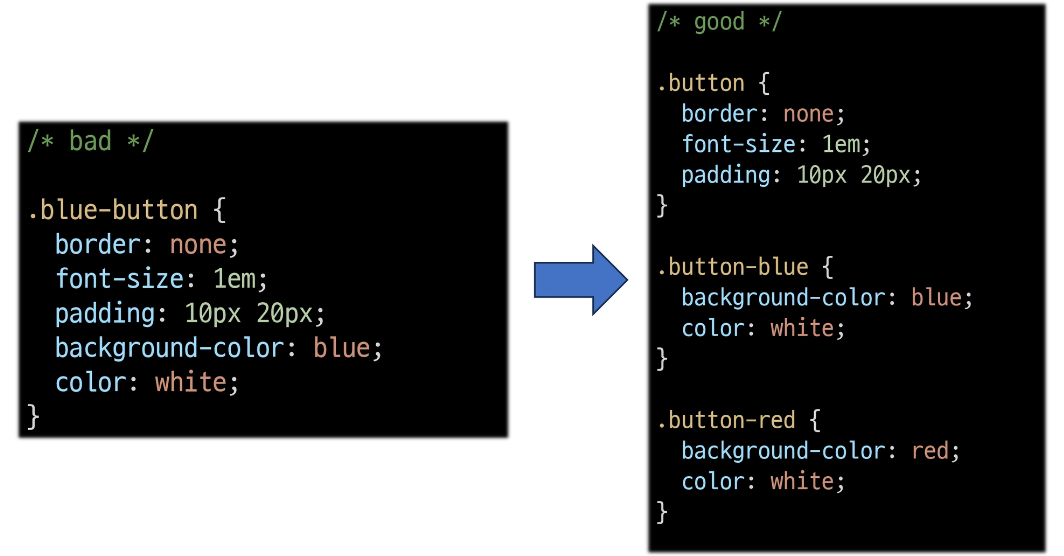 /* bad */
.blue-button {
  border: none;
  font-size: 1em;
  padding: 10px 20px;
  background-color: blue;
  color: white;
}
/* good */
.button {
  border: none;
  font-size: 1em;
  padding: 10px 20px;
}
.button-blue {
  background-color: blue;
  color: white;
}
.button-red {
  background-color: red;
  color: white;
}